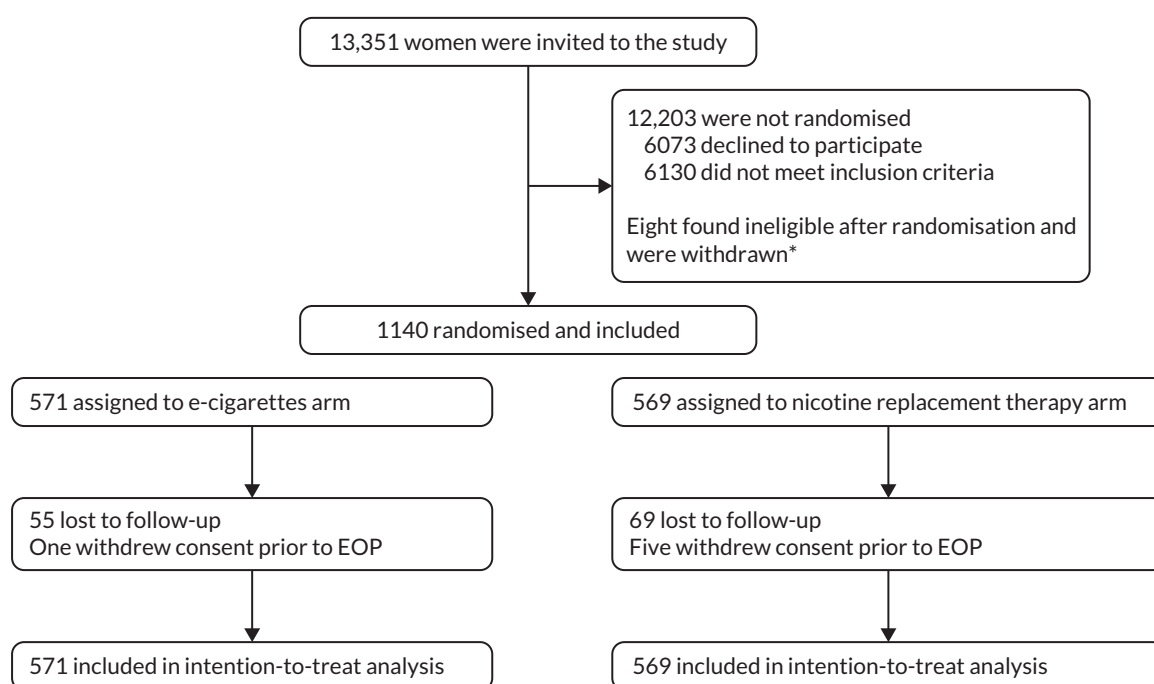 13,351 women were invited to the study
12,203 were not randomised
6073 declined to participate
6130 did not meet inclusion criteria
Eight found ineligible after randomisation and
were withdrawn*
1140 randomised and included
571 assigned to e-cigarettes arm
569 assigned to nicotine replacement therapy arm
55 lost to follow-up
One withdrew consent prior to EOP
69 lost to follow-up
Five withdrew consent prior to EOP
571 included in intention-to-treat analysis
569 included in intention-to-treat analysis